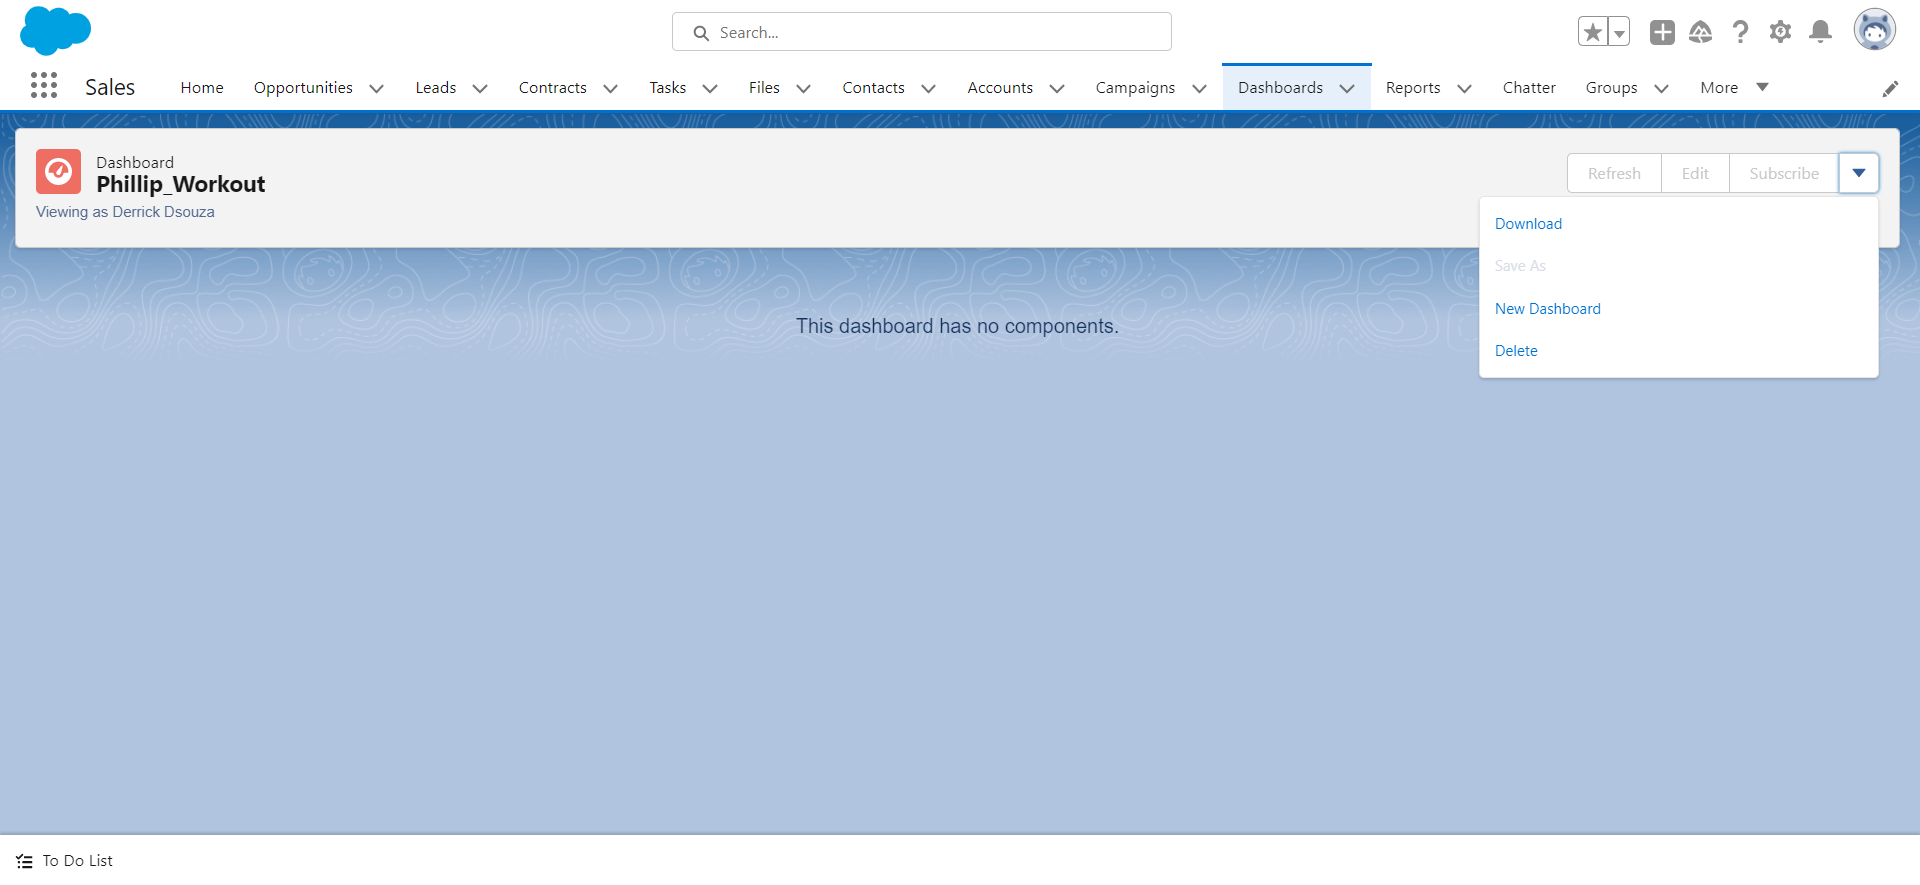 Search...
Sales
Home
Opportunities
Leads
Contracts
Tasks
Files
Contacts
Accounts
Campaigns
Dashboards
Reports
Chatter
Groups
More
Dashboard
Phillip_Workout
Viewing as Derrick Dsouza
Refresh
Edit
Subscribe
Download
Save As
New Dashboard
Delete
This dashboard has no components.
To Do List